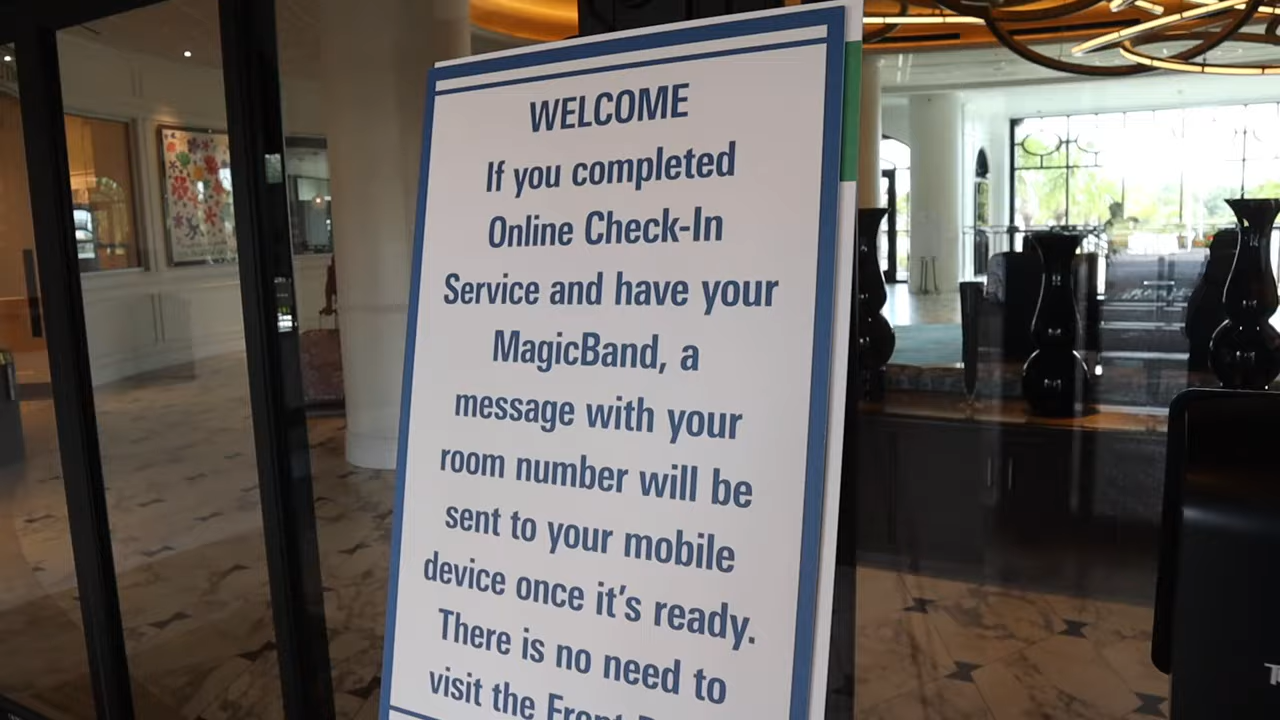 WELCOME
If you completed
Online Check-In
Service and have your
MagicBand, a
message with your
room number will be
sent to your mobile
device once it's ready.
There is no need to
visit the Front